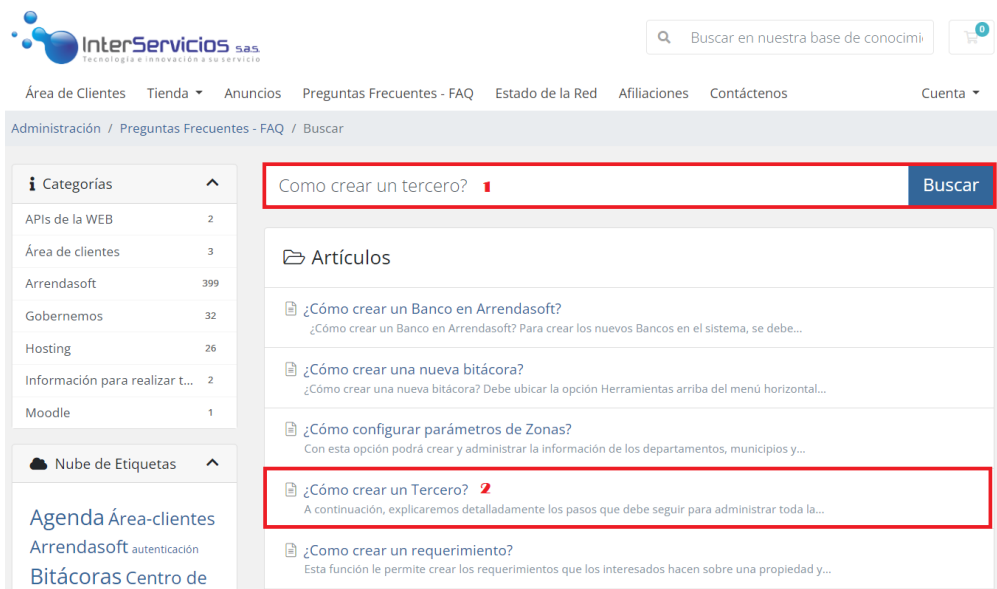 InterServicios s.a.s.
Tecnología e innovación a su servicio
Buscar en nuestra base de conocimi
0
Área de Clientes Tienda Anuncios Preguntas Frecuentes - FAQ Estado de la Red Afiliaciones Contáctenos Cuenta
Administración / Preguntas Frecuentes - FAQ / Buscar
Categorías
APIs de la WEB 2
Área de clientes 3
Arrendasoft 399
Gobernemos 32
Hosting 26
Información para realizar t... 2
Moodle 1
Nube de Etiquetas
Agenda Área-clientes
Arrendasoft autenticación
Bitácoras Centro de
Como crear un tercero? 1 Buscar
Artículos
¿Cómo crear un Banco en Arrendasoft?
¿Cómo crear un Banco en Arrendasoft? Para crear los nuevos Bancos en el sistema, se debe...
¿Cómo crear una nueva bitácora?
¿Cómo crear una nueva bitácora? Debe ubicar la opción Herramientas arriba del menú horizontal...
¿Cómo configurar parámetros de Zonas?
Con esta opción podrá crear y administrar la información de los departamentos, municipios y...
¿Cómo crear un Tercero? 2
A continuación, explicaremos detalladamente los pasos que debe seguir para administrar toda la...
¿Como crear un requerimiento?
Esta función le permite crear los requerimientos que los interesados hacen sobre una propiedad y...